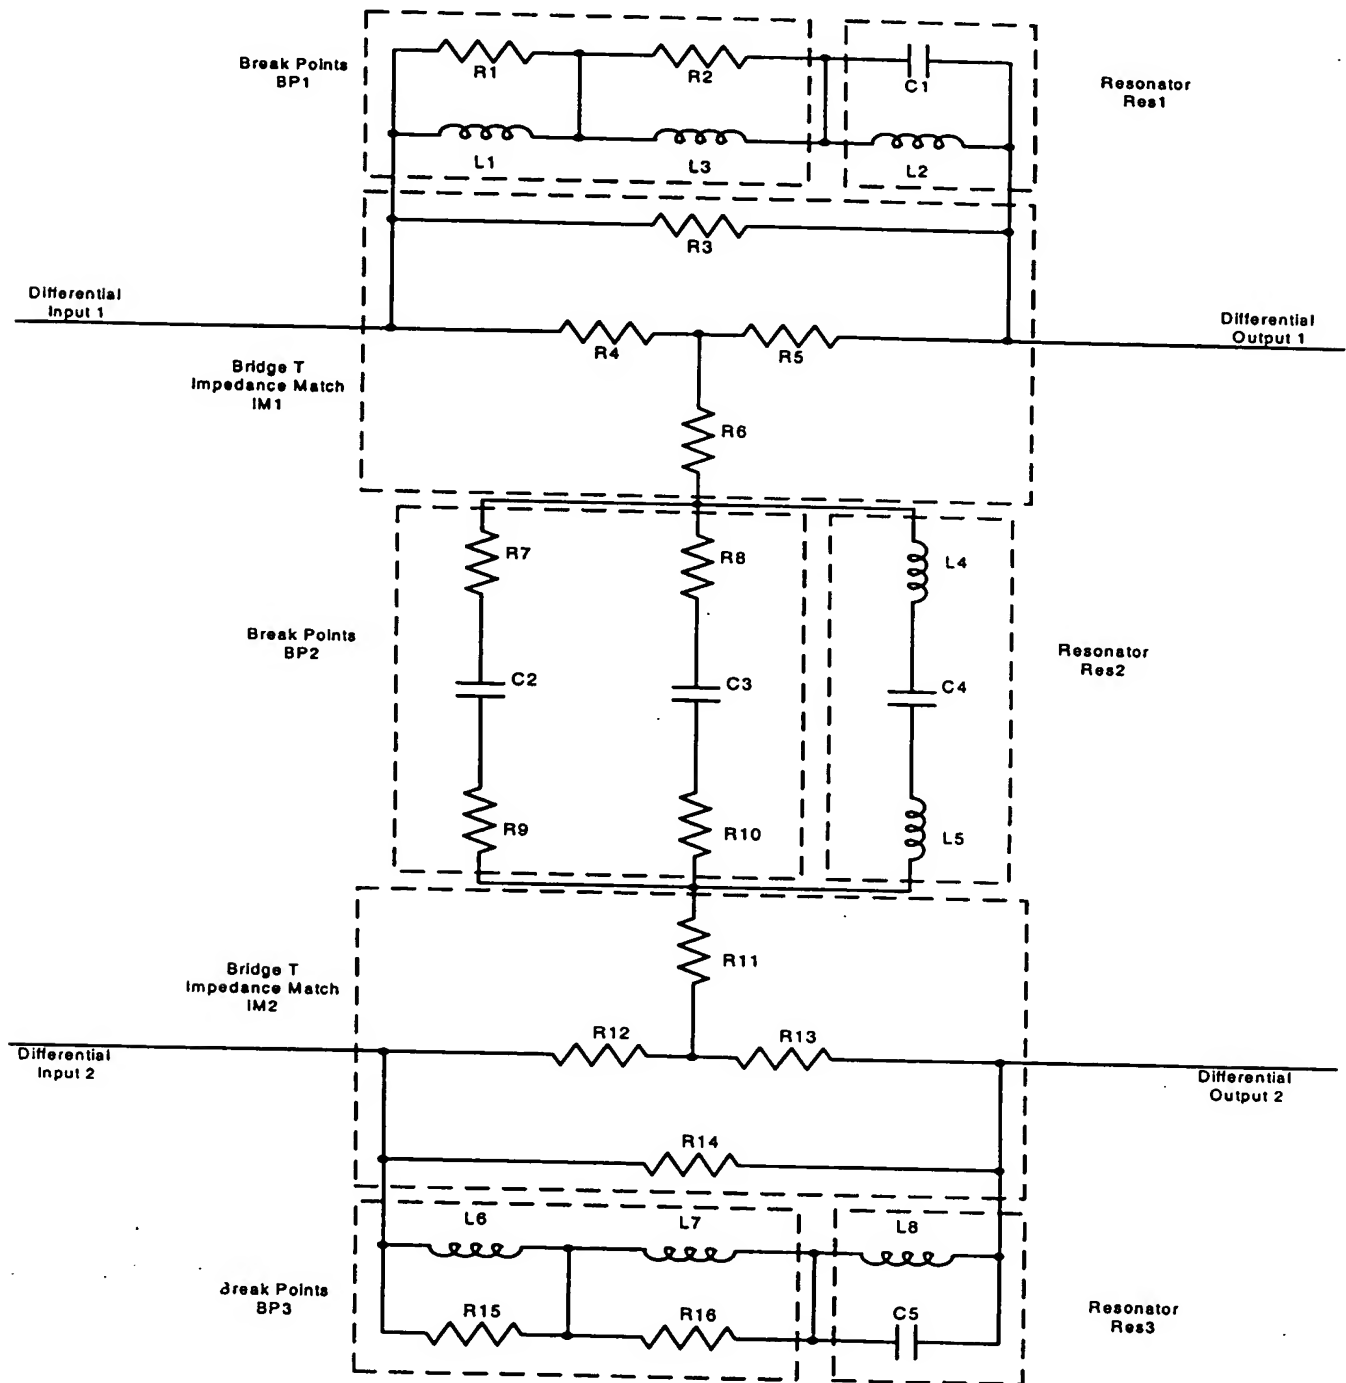 Break Points
BP1
R1
R2
C1
Resonator
Res1
L1
L3
L2
R3
Differential
Input 1
R4
R5
Differential
Output 1
Bridge T
Impedance Match
IM1
R6
R7
R8
L4
Break Points
BP2
C2
C3
C4
Resonator
Res2
R9
R10
L5
R11
Bridge T
Impedance Match
IM2
R12
R13
Differential
Input 2
Differential
Output 2
R14
L6
L7
L8
Break Points
BP3
R15
R16
C5
Resonator
Res3